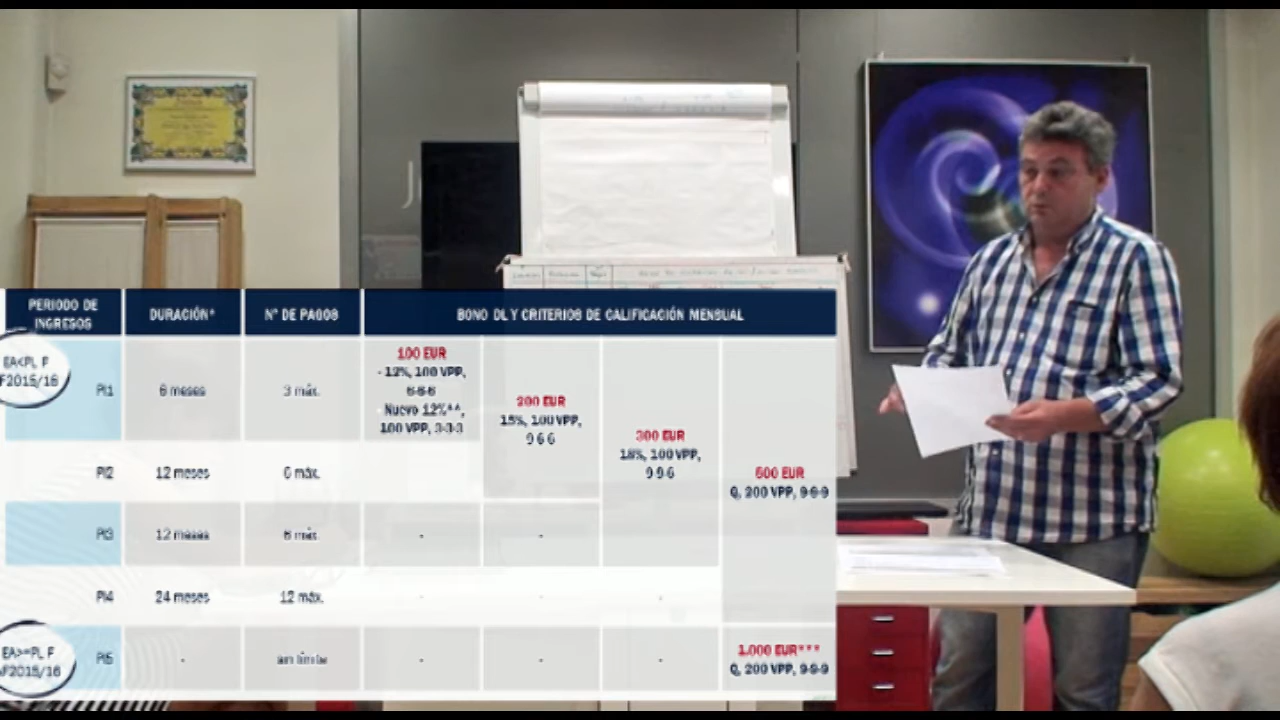 PERIODO DE
INGRESOS
DURACIÓN*
N° DE PAGOS
BONO DL Y CRITERIOS DE CALIFICACIÓN MENSUAL
EA<PL F
F2015/16
PI1
6 meses
3 máx.
100 EUR
- 12%, 100 VPP,
6-6-6
Nuevo 12%**,
100 VPP, 3-3-3
200 EUR
15%, 100 VPP,
9 6 6
300 EUR
18%, 100 VPP,
9-9-6
500 EUR
Q, 200 VPP, 9-9-9
PI2
12 meses
6 máx.
PI3
12 meses
6 máx.
-
-
PI4
24 meses
12 máx.
-
-
-
EA>=PL F
F2015/16
PI5
-
sin límite
-
-
-
1.000 EUR***
Q, 200 VPP, 9-9-9